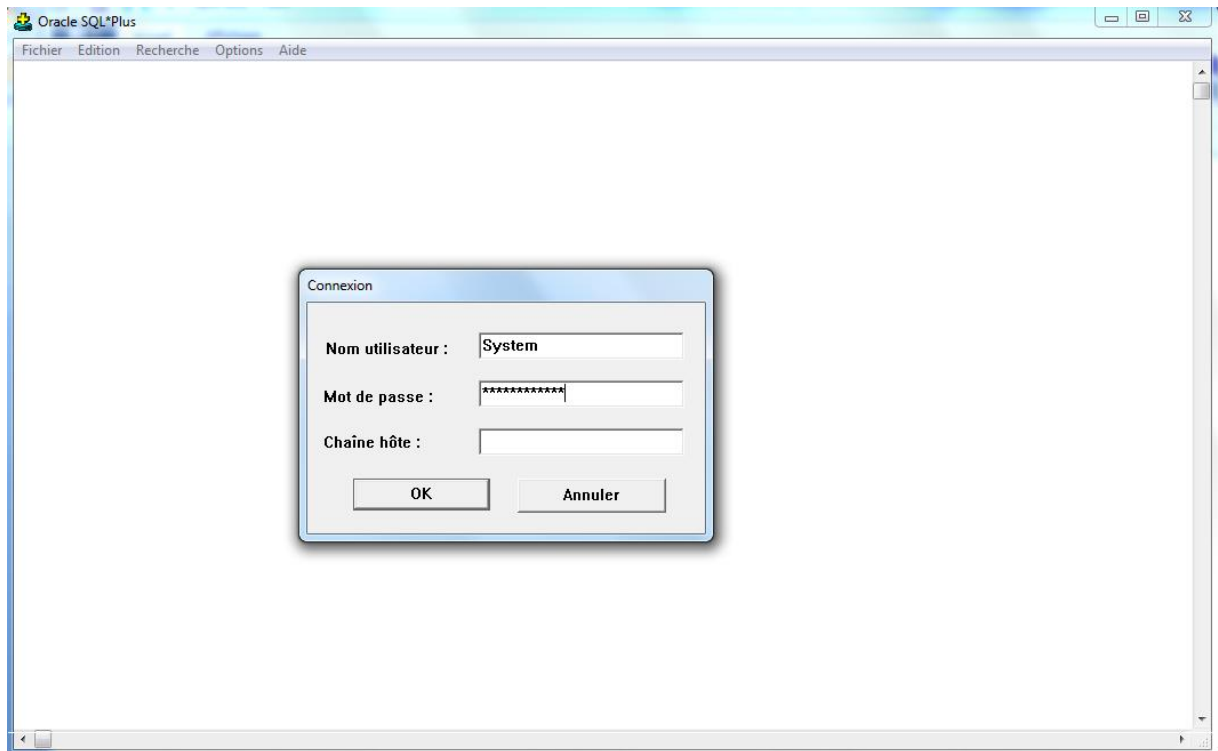 Oracle SQL*Plus
Fichier Edition Recherche Options Aide
Connexion
Nom utilisateur : System
Mot de passe : ************
Chaîne hôte :
OK Annuler